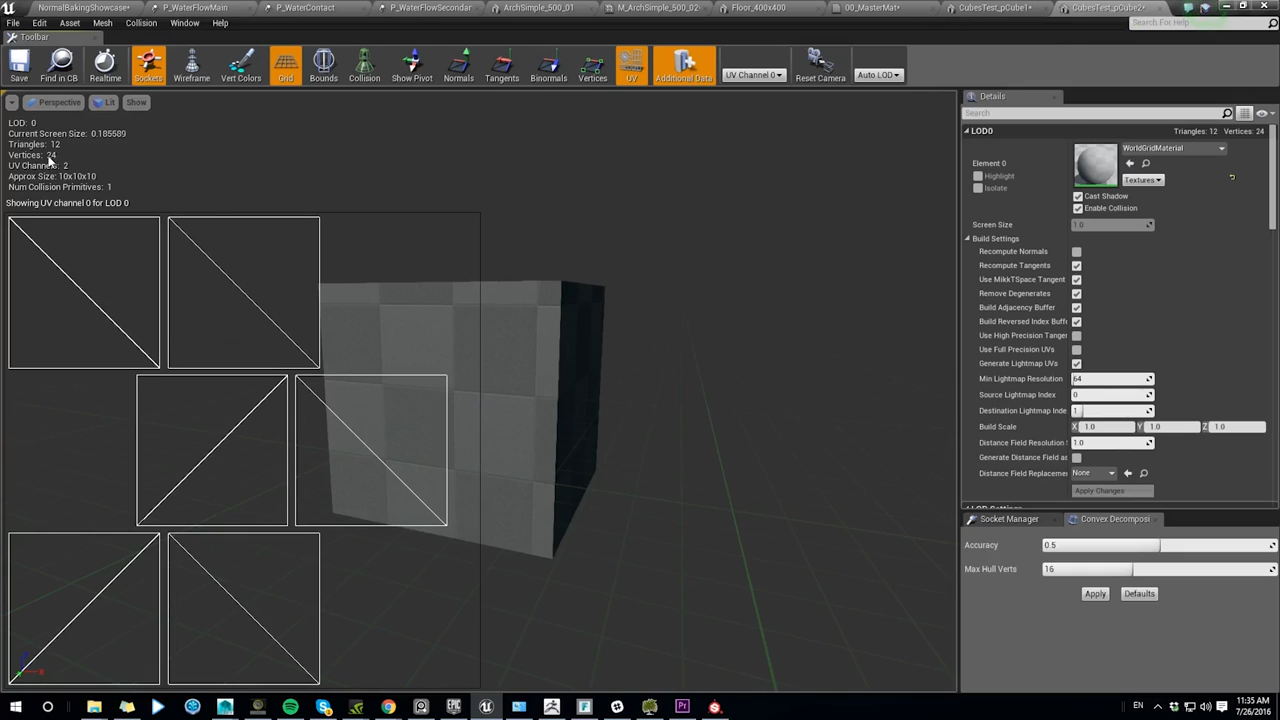 NormalBakingShowcase* P_WaterFlowMain P_WaterContact P_WaterFlowSecondar ArchSimple_500_01 M_ArchSimple_500_02* 00_MasterMat* CubesTest_pCube1* CubesTest_pCube2*
File Edit Asset Mesh Collision Window Help
Search For Help
Toolbar
Save Find in CB Realtime Sockets Wireframe Vert Colors Grid Bounds Collision Show Pivot Normals Tangents Binormals Vertices UV Additional Data UV Channel 0 Reset Camera Auto LOD
Perspective Lit Show
LOD: 0
Current Screen Size: 0.185589
Triangles: 12
Vertices: 24
UV Channels: 2
Approx Size: 10x10x10
Num Collision Primitives: 1
Showing UV channel 0 for LOD 0
Details
Search
LOD0 Triangles: 12 Vertices: 24
Element 0
WorldGridMaterial
Highlight
Isolate
Textures
Cast Shadow
Enable Collision
Screen Size 1.0
Build Settings
Recompute Normals
Recompute Tangents
Use MikkTSpace Tangent
Remove Degenerates
Build Adjacency Buffer
Build Reversed Index Buff
Use High Precision Tanger
Use Full Precision UVs
Generate Lightmap UVs
Min Lightmap Resolution 64
Source Lightmap Index 0
Destination Lightmap Inde 1
Build Scale X 1.0 Y 1.0 Z 1.0
Distance Field Resolution 1.0
Generate Distance Field as
Distance Field Replacemer None
Apply Changes
Socket Manager Convex Decomposi
Accuracy 0.5
Max Hull Verts 16
Apply Defaults
EN 11:35 AM
7/26/2016